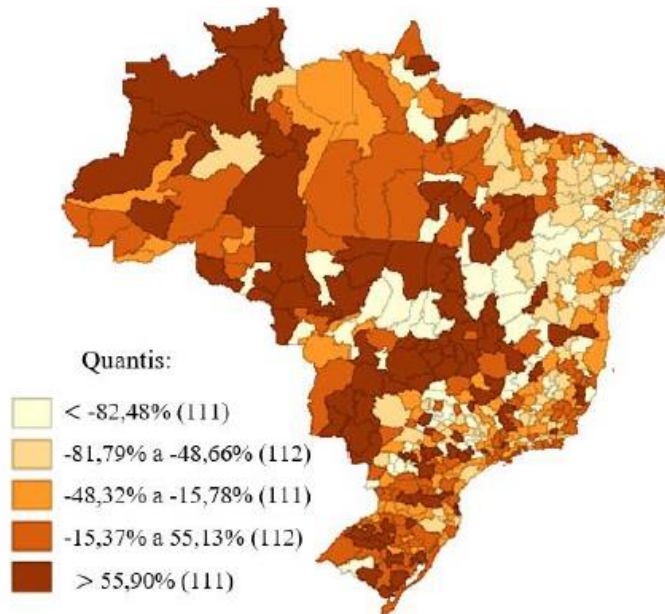 Quantis:
< -82,48% (111)
-81,79% a -48,66% (112)
-48,32% a -15,78% (111)
-15,37% a 55,13% (112)
> 55,90% (111)